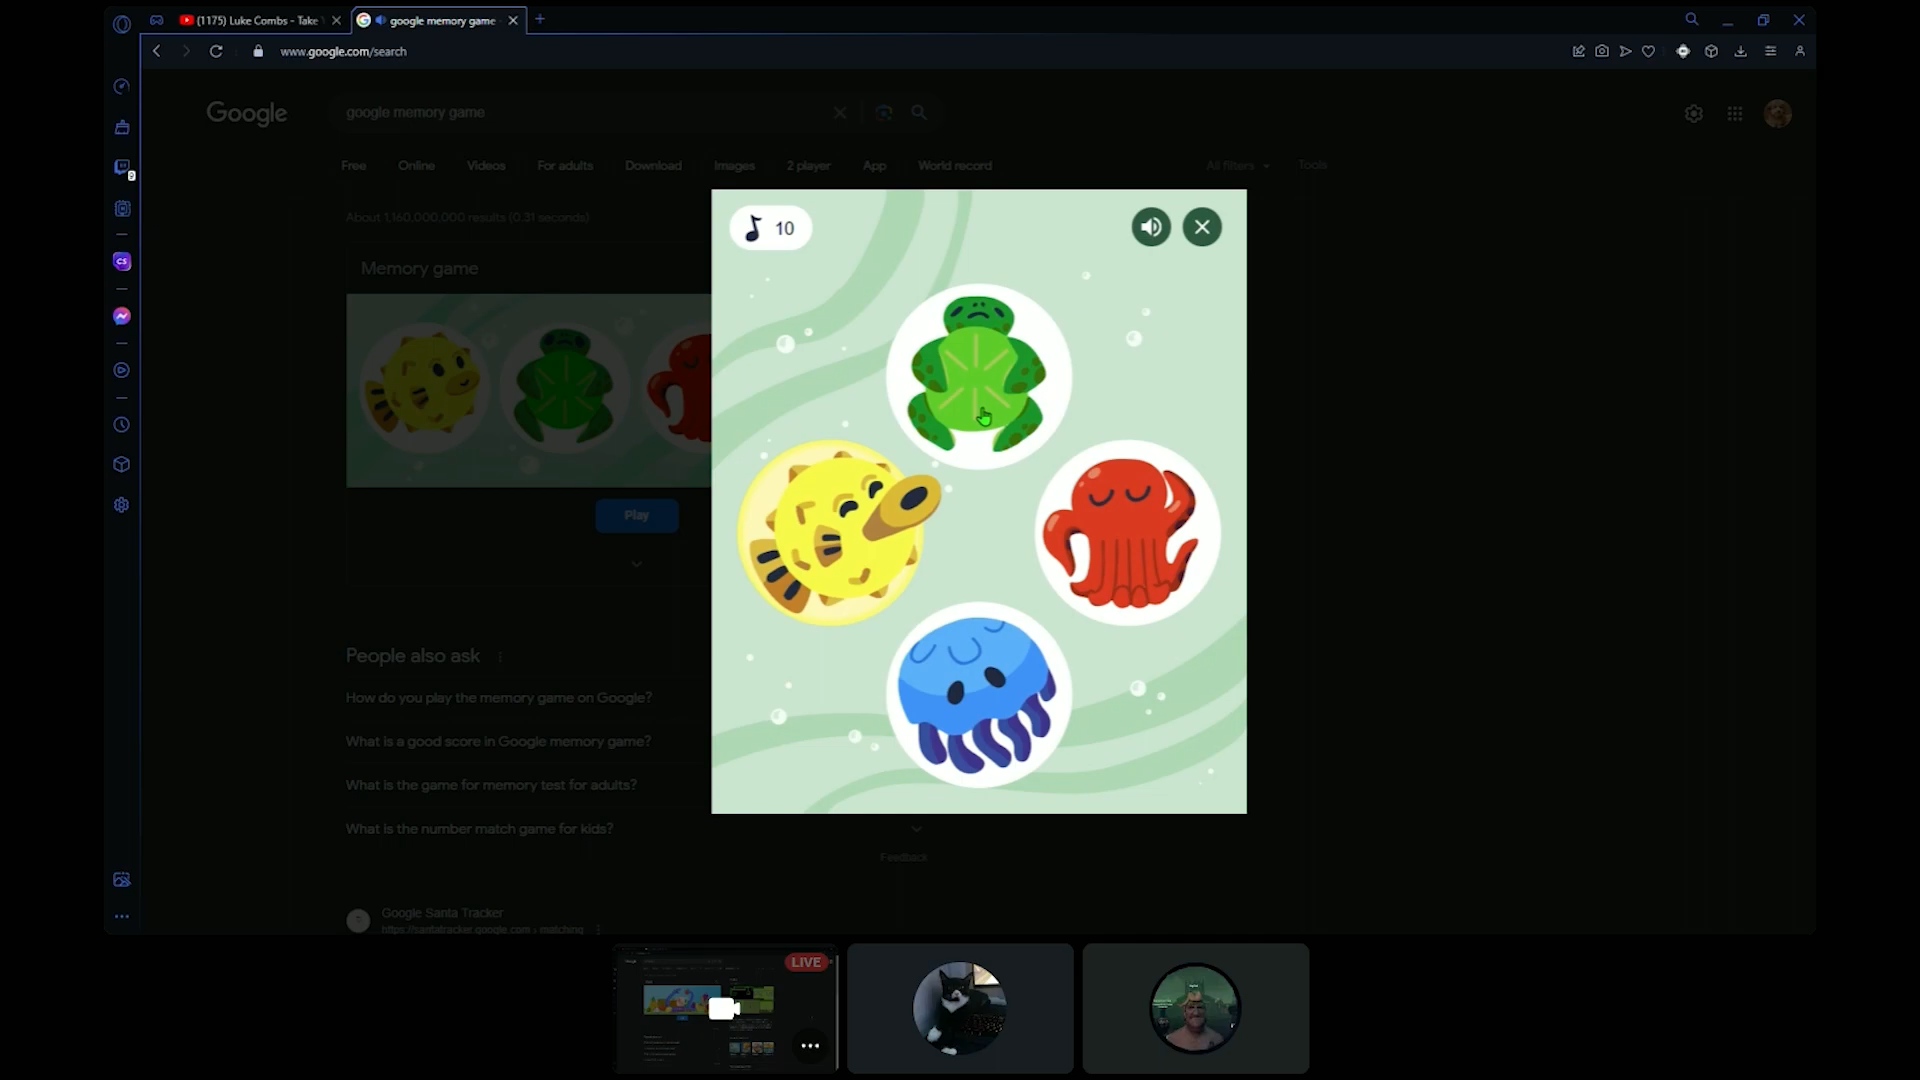 (1175) Luke Combs - Take
google memory game
www.google.com/search
Google
google memory game
Free Online Videos For adults Download Images 2 player App World record All filters Tools
About 1,160,000,000 results (0.31 seconds)
10
Memory game
Play
People also ask
How do you play the memory game on Google?
What is a good score in Google memory game?
What is the game for memory test for adults?
What is the number match game for kids?
Feedback
Google Santa Tracker
https://santatracker.google.com › matching
LIVE
9
CS